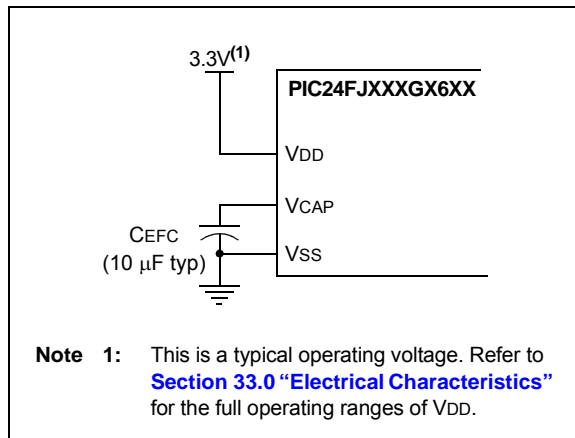 3.3V(1)
PIC24FJXXXGX6XX
VDD
VCAP
CEFC
(10 μF typ)
VSS
Note 1: This is a typical operating voltage. Refer to
Section 33.0 “Electrical Characteristics”
for the full operating ranges of VDD.